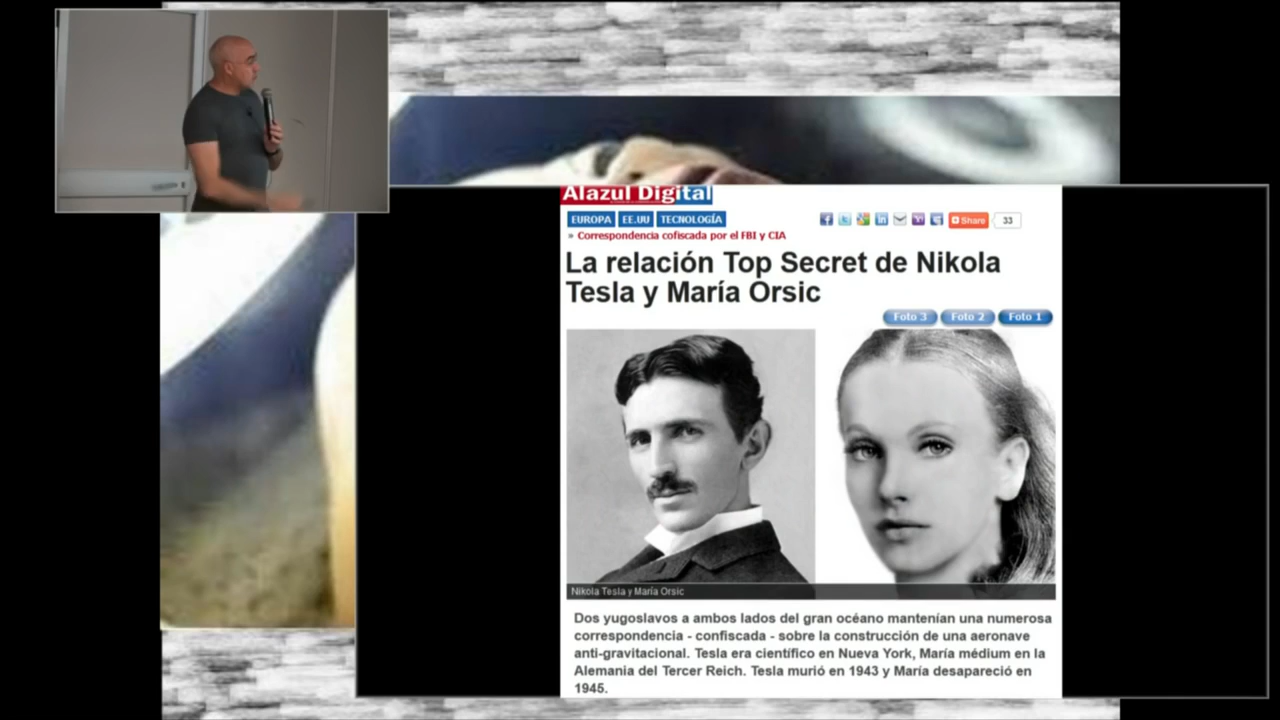 Alazul Digital
EUROPA EE.UU TECNOLOGÍA
Share 33
» Correspondencia cofiscada por el FBI y CIA
La relación Top Secret de Nikola
Tesla y María Orsic
Foto 3 Foto 2 Foto 1
Nikola Tesla y María Orsic
Dos yugoslavos a ambos lados del gran océano mantenían una numerosa
correspondencia - confiscada - sobre la construcción de una aeronave
anti-gravitacional. Tesla era científico en Nueva York, María médium en la
Alemania del Tercer Reich. Tesla murió en 1943 y María desapareció en
1945.